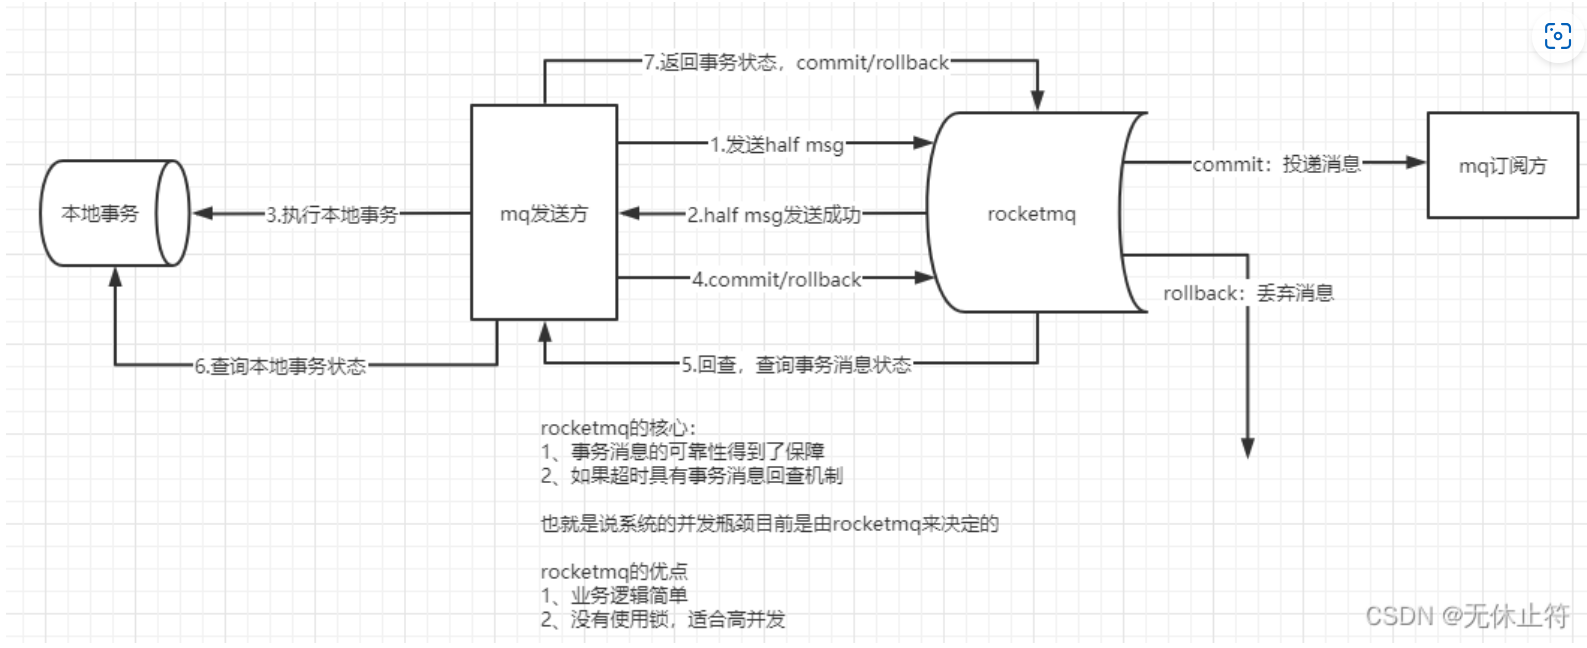 7.返回事务状态，commit/rollback
1.发送half msg
commit：投递消息
mq订阅方
本地事务
3.执行本地事务
mq发送方
2.half msg发送成功
rocketmq
4.commit/rollback
rollback：丢弃消息
6.查询本地事务状态
5.回查，查询事务消息状态
rocketmq的核心：
1、事务消息的可靠性得到了保障
2、如果超时具有事务消息回查机制
也就是说系统的并发瓶颈目前是由rocketmq来决定的
rocketmq的优点
1、业务逻辑简单
2、没有使用锁，适合高并发
CSDN @无休止符